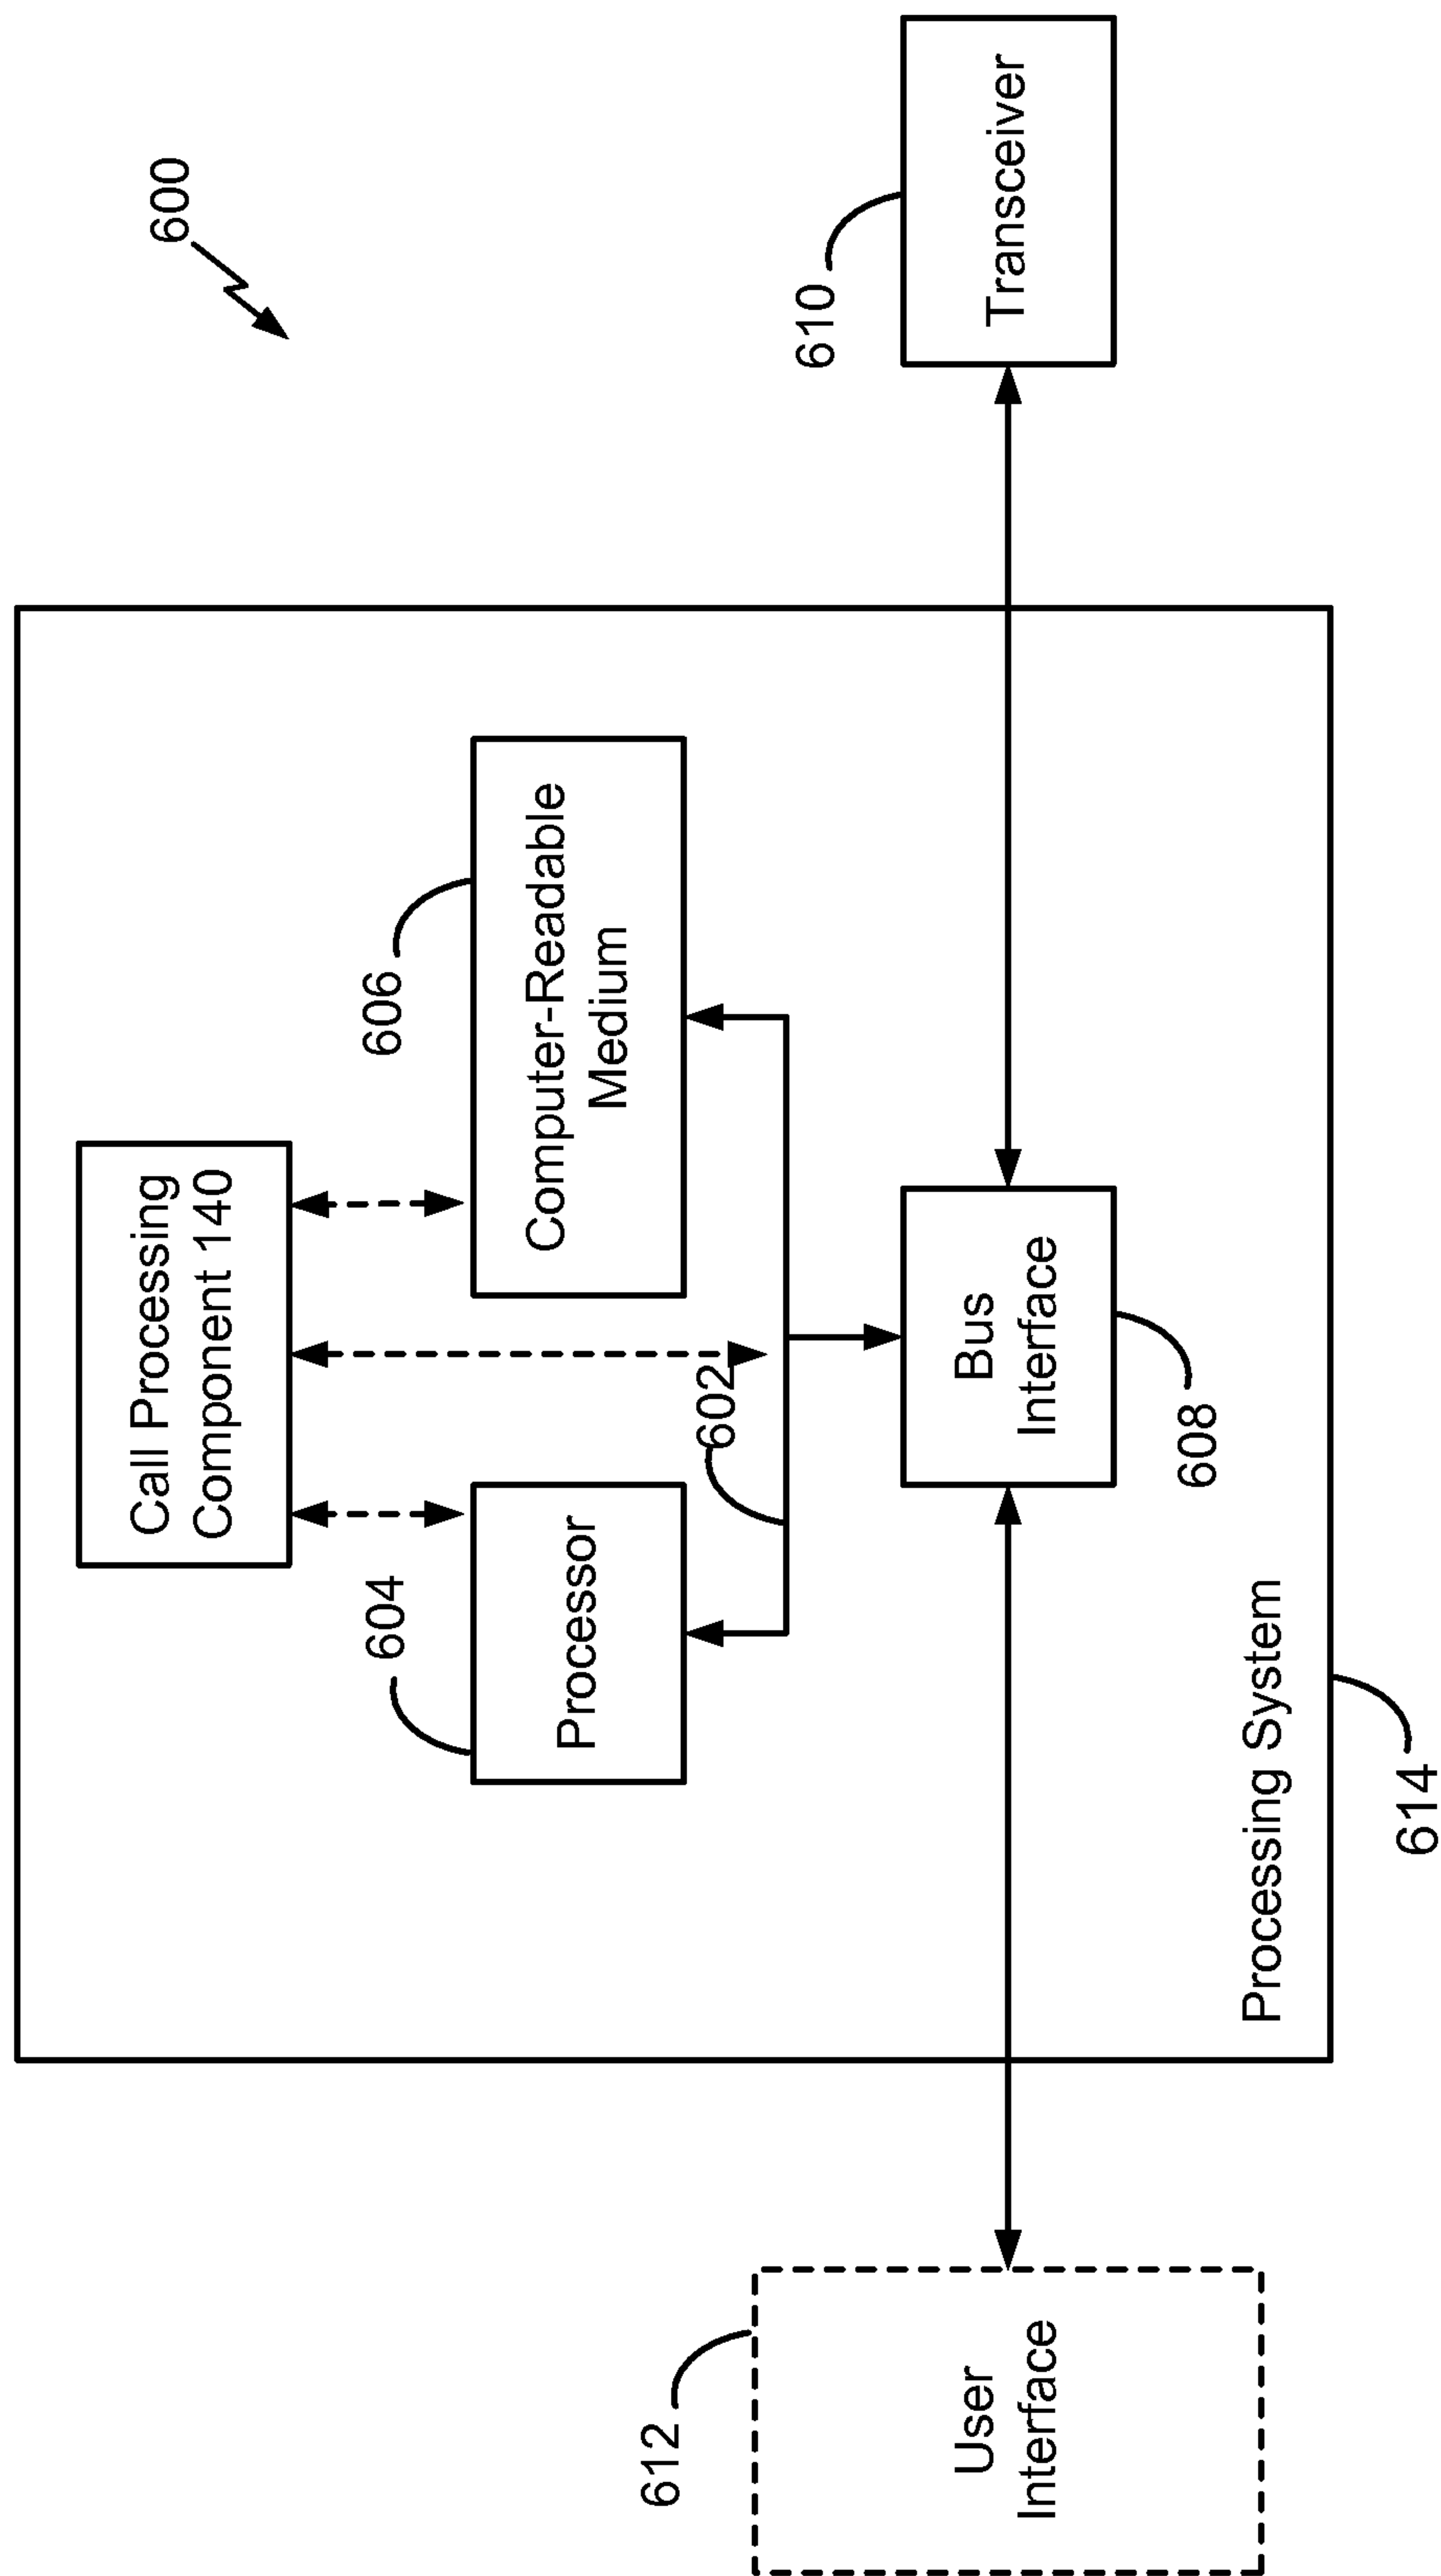 600
Call Processing
Component 140
604
606
Processor
Computer-Readable
Medium
602
610
612
User
Interface
Bus
Interface
Transceiver
608
Processing System
614